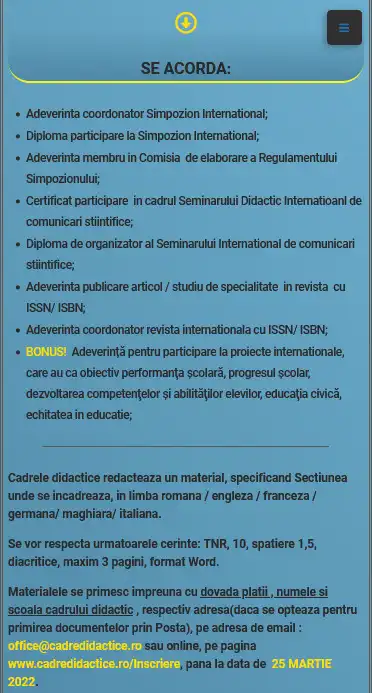 SE ACORDA:
Adeverinta coordonator Simpozion International;
Diploma participare la Simpozion International;
Adeverinta membru in Comisia de elaborare a Regulamentului
Simpozionului;
Certificat participare in cadrul Seminarului Didactic Internatioanl de
comunicari stiintifice;
Diploma de organizator al Seminarului International de comunicari
stiintifice;
Adeverinta publicare articol / studiu de specialitate in revista cu
ISSN/ ISBN;
Adeverinta coordonator revista internationala cu ISSN/ ISBN;
BONUS! Adeverință pentru participare la proiecte internationale,
care au ca obiectiv performanţa şcolară, progresul şcolar,
dezvoltarea competenţelor şi abilităţilor elevilor, educaţia civică,
echitatea in educatie;
Cadrele didactice redacteaza un material, specificand Sectiunea
unde se incadreaza, in limba romana / engleza / franceza /
germana/ maghiara/ italiana.
Se vor respecta urmatoarele cerinte: TNR, 10, spatiere 1,5,
diacritice, maxim 3 pagini, format Word.
Materialele se primesc impreuna cu dovada platii , numele si
scoala cadrului didactic , respectiv adresa(daca se opteaza pentru
primirea documentelor prin Posta), pe adresa de email :
office@cadredidactice.ro sau online, pe pagina
www.cadredidactice.ro/Inscriere, pana la data de 25 MARTIE
2022.